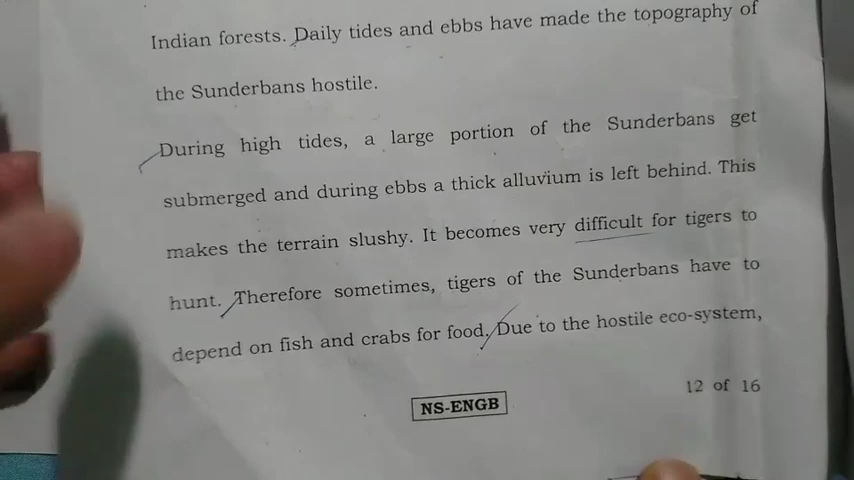 Indian forests. Daily tides and ebbs have made the topography of
the Sunderbans hostile.
During high tides, a large portion of the Sunderbans get
submerged and during ebbs a thick alluvium is left behind. This
makes the terrain slushy. It becomes very difficult for tigers to
hunt. Therefore sometimes, tigers of the Sunderbans have to
depend on fish and crabs for food. Due to the hostile eco-system,
12 of 16
NS-ENGB